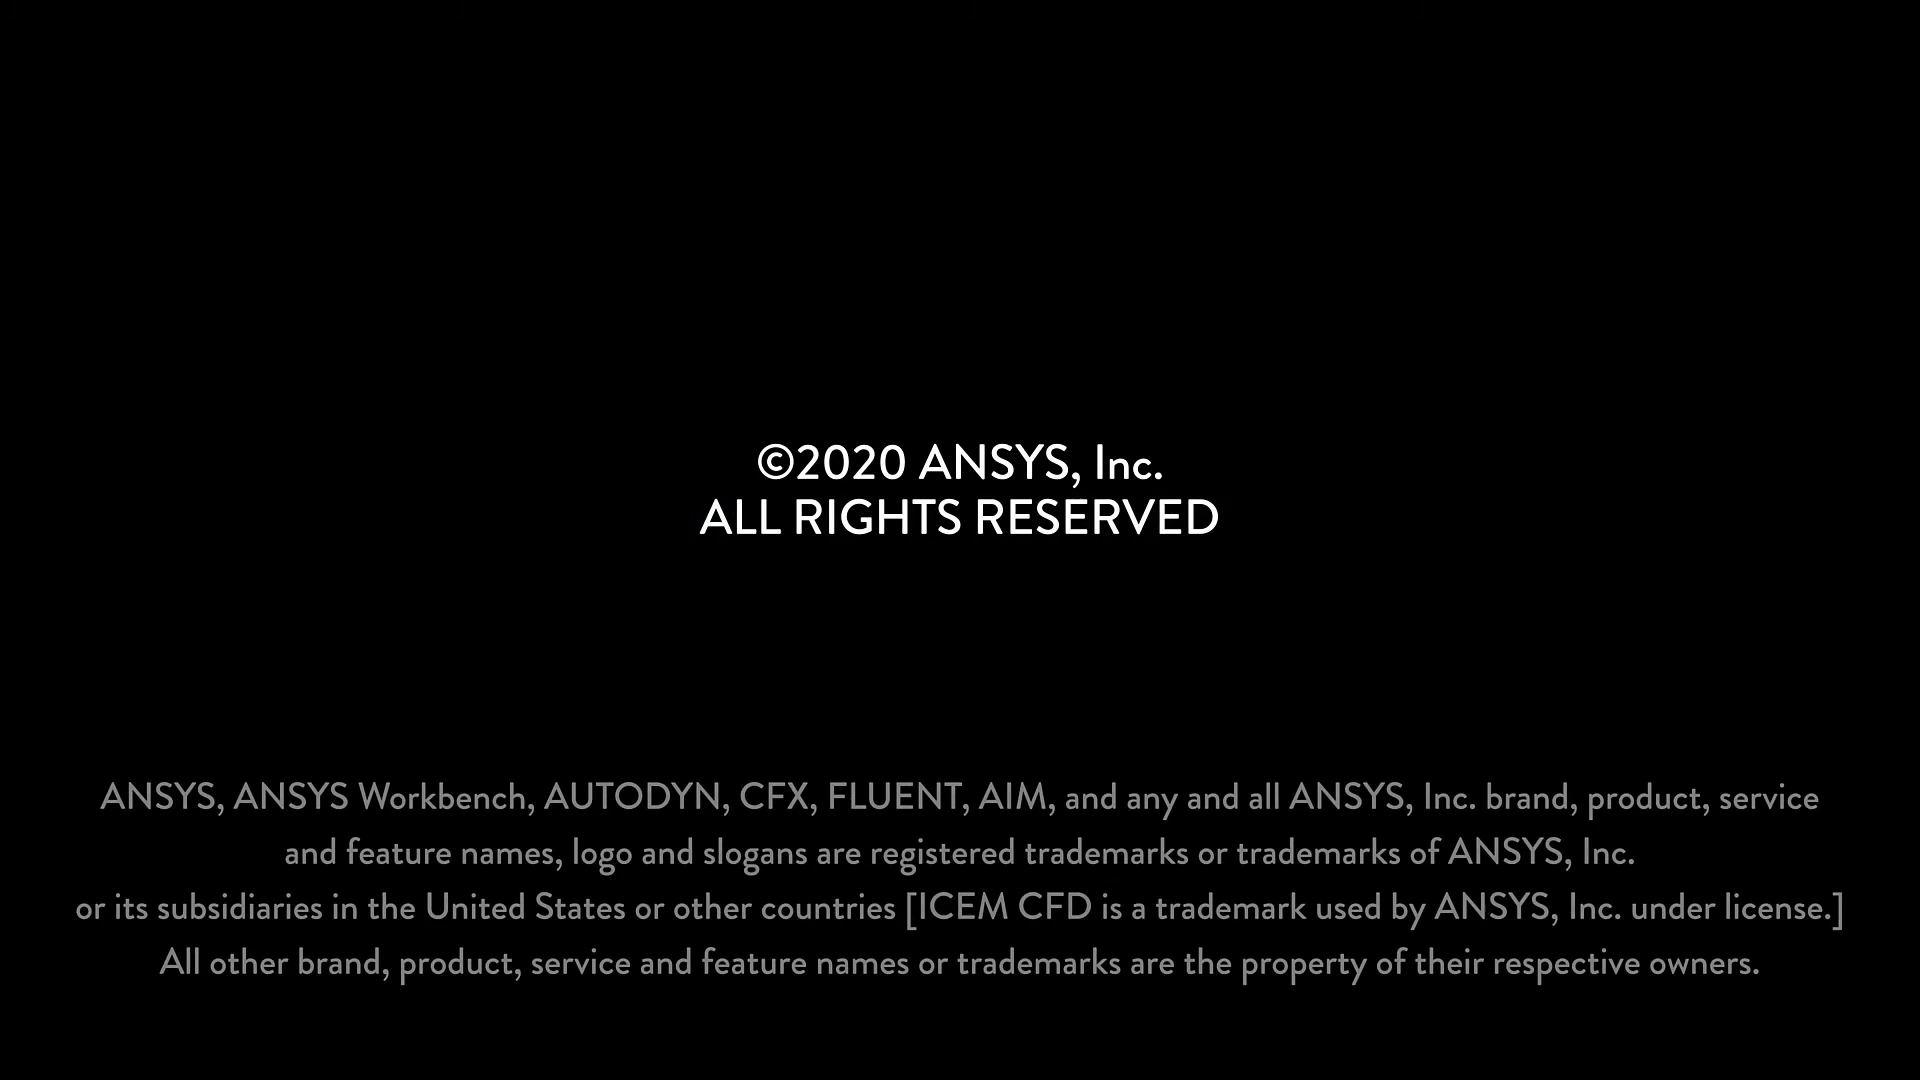 ©2020 ANSYS, Inc.
ALL RIGHTS RESERVED
ANSYS, ANSYS Workbench, AUTODYN, CFX, FLUENT, AIM, and any and all ANSYS, Inc. brand, product, service
and feature names, logo and slogans are registered trademarks or trademarks of ANSYS, Inc.
or its subsidiaries in the United States or other countries [ICEM CFD is a trademark used by ANSYS, Inc. under license.]
All other brand, product, service and feature names or trademarks are the property of their respective owners.